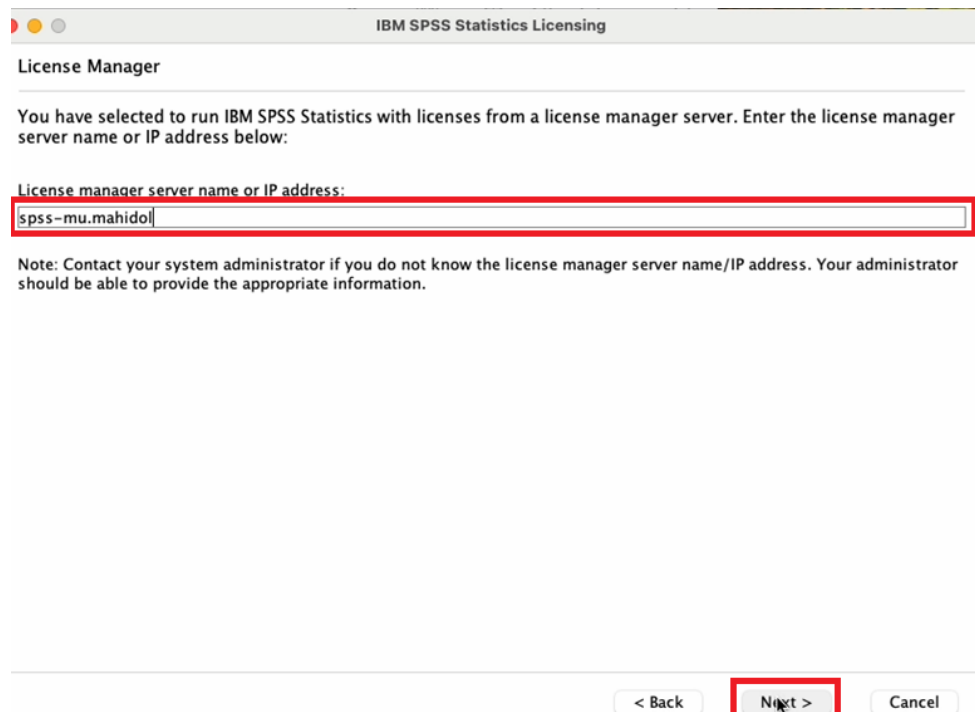 IBM SPSS Statistics Licensing
License Manager
You have selected to run IBM SPSS Statistics with licenses from a license manager server. Enter the license manager
server name or IP address below:
License manager server name or IP address:
spss-mu.mahidol
Note: Contact your system administrator if you do not know the license manager server name/IP address. Your administrator
should be able to provide the appropriate information.
< Back Next > Cancel